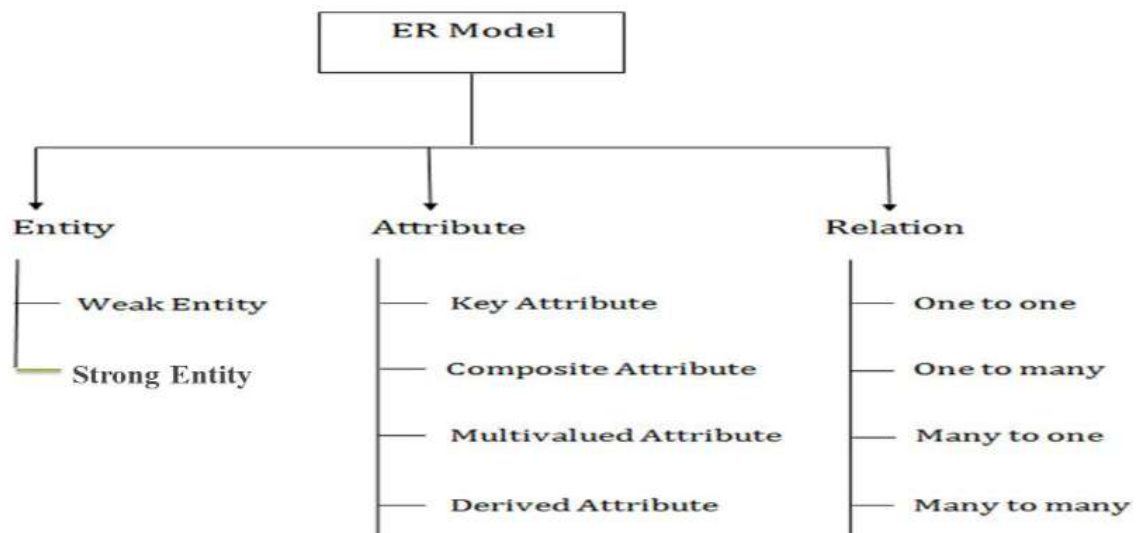 ER Model
Entity
Attribute
Relation
Weak Entity
Strong Entity
Key Attribute
Composite Attribute
Multivalued Attribute
Derived Attribute
One to one
One to many
Many to one
Many to many